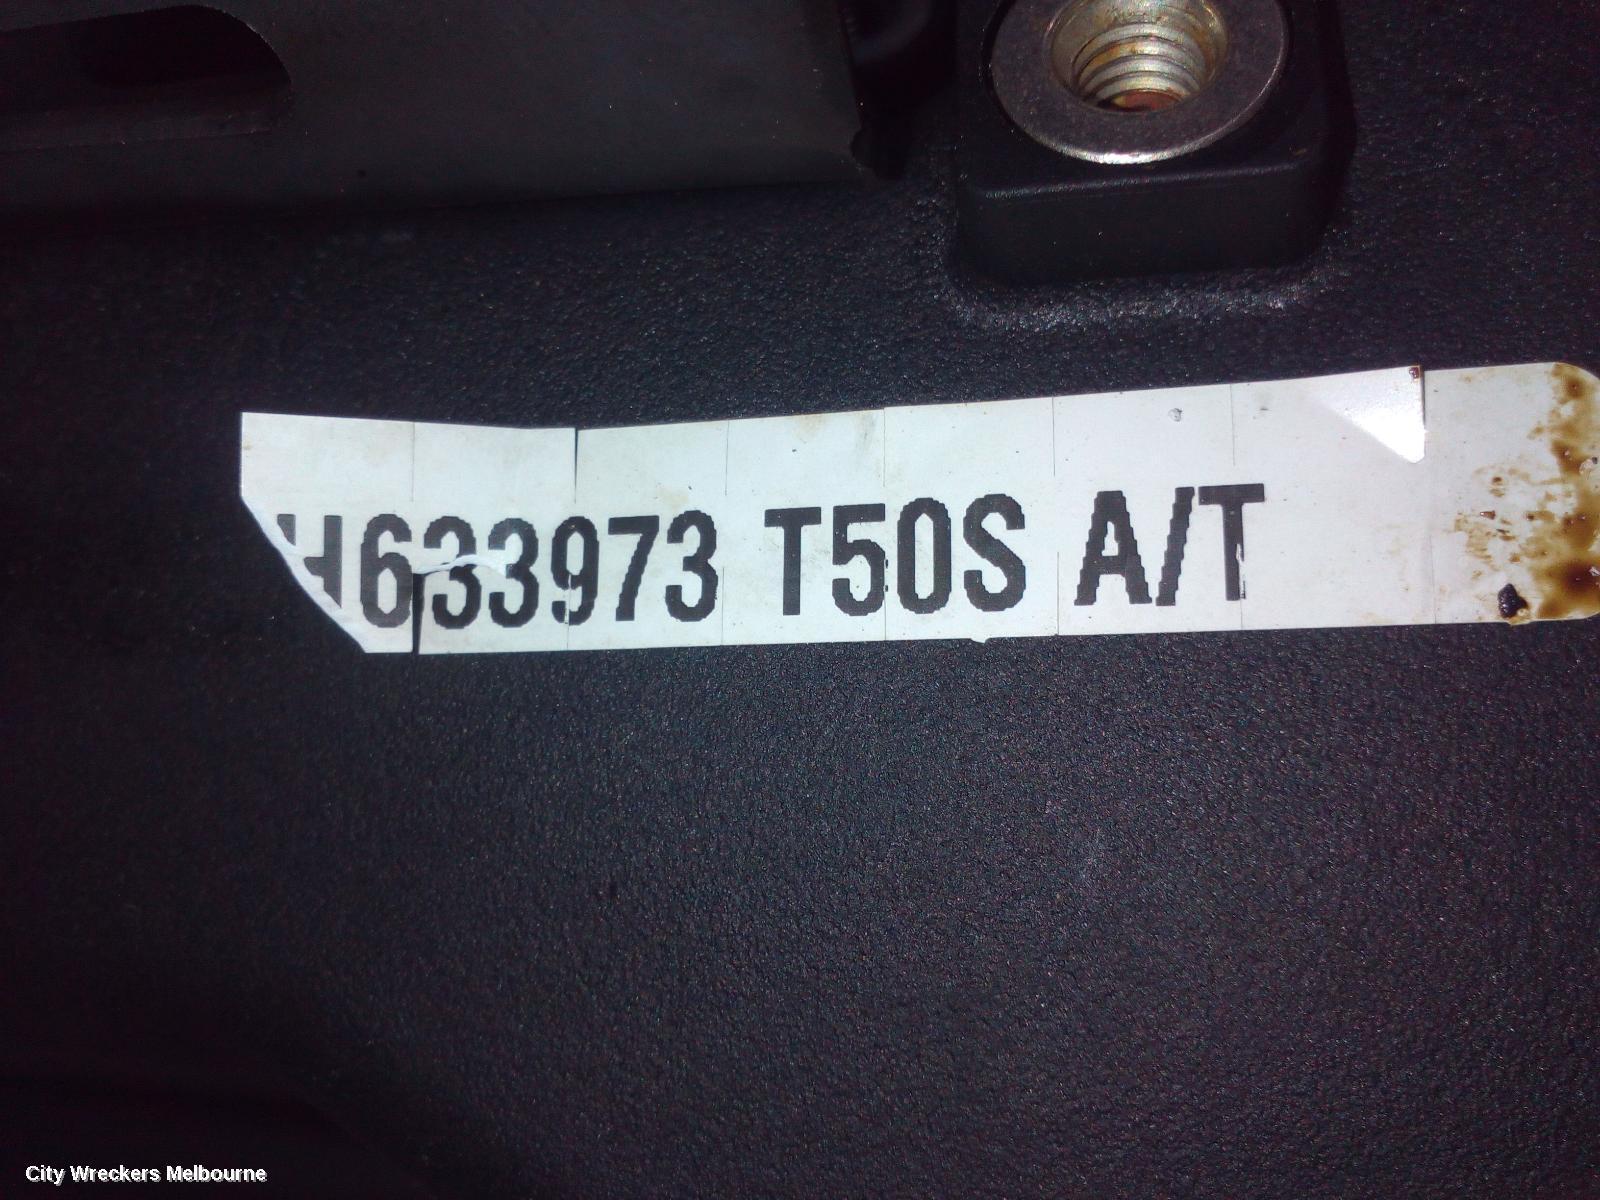 H633973 T50S A/T
City Wreckers Melbourne